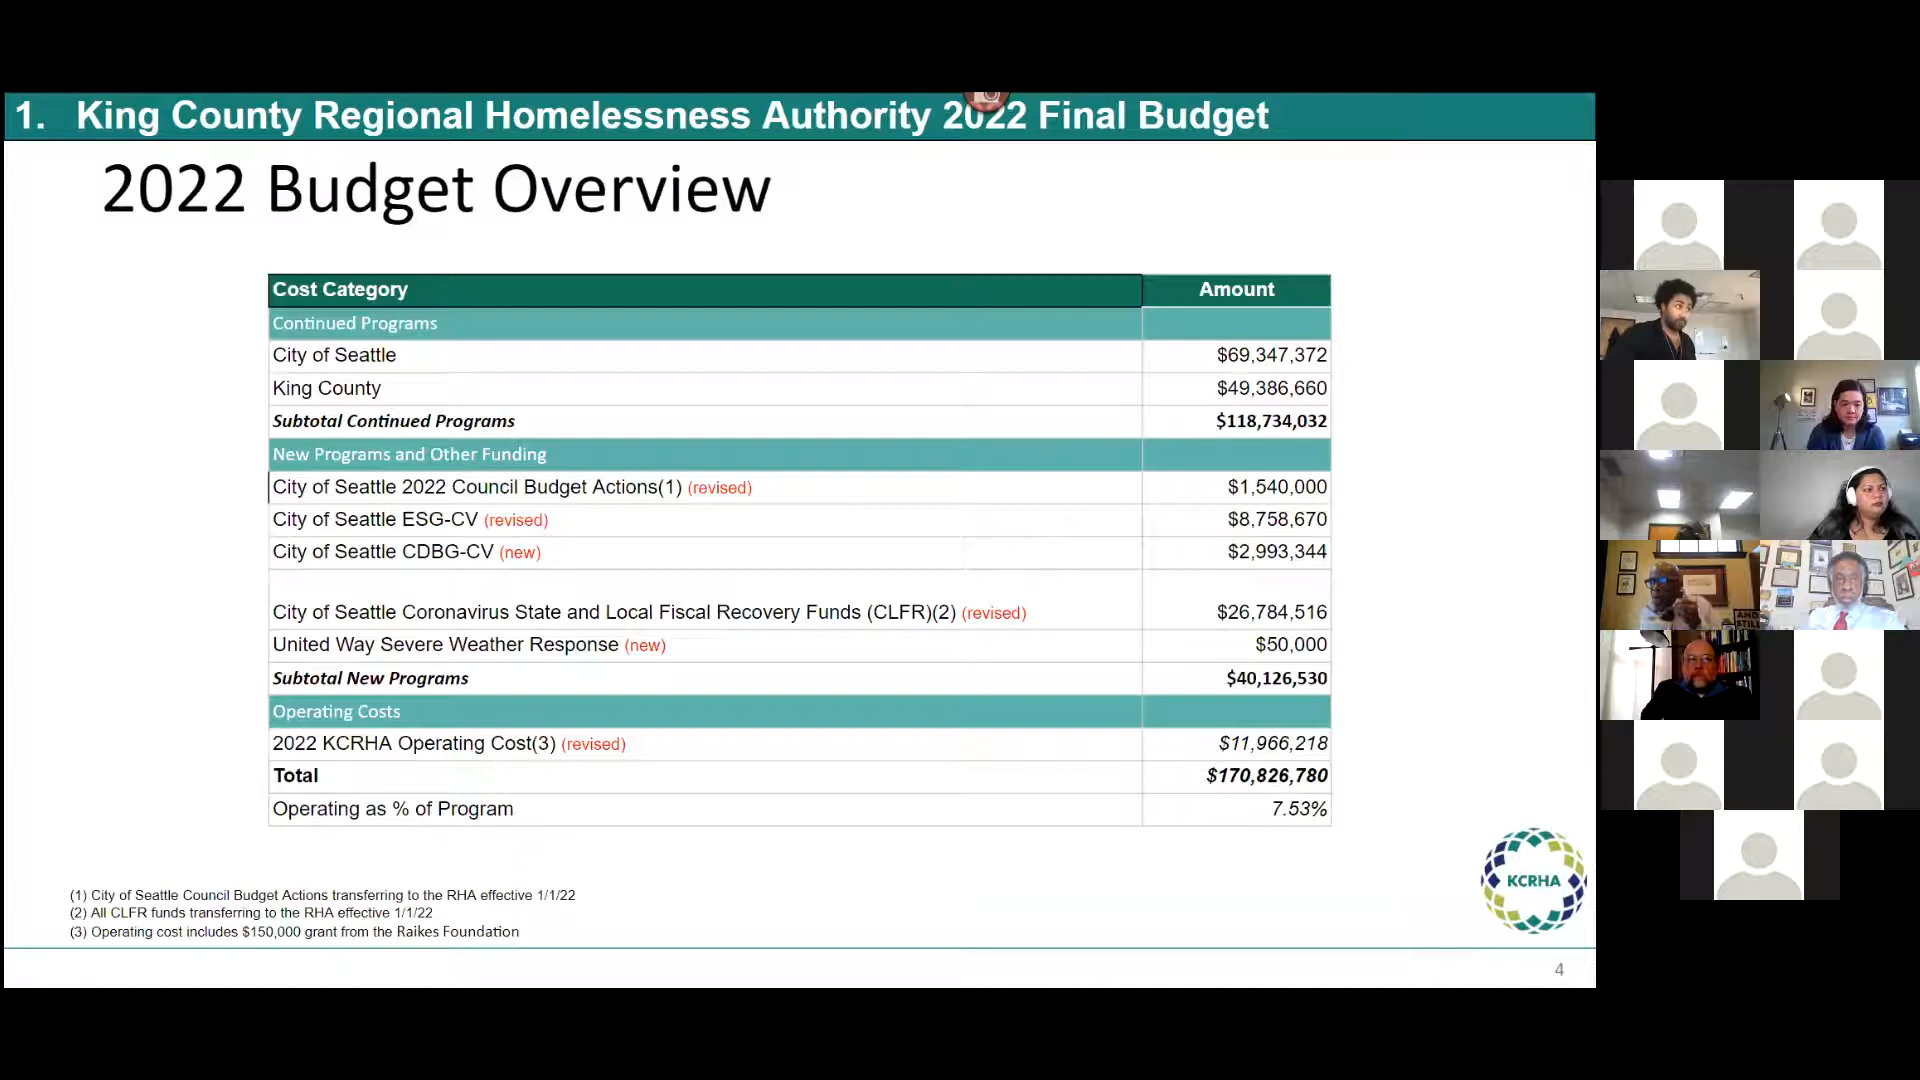 1. King County Regional Homelessness Authority 2022 Final Budget
2022 Budget Overview
Cost Category Amount
Continued Programs
City of Seattle $69,347,372
King County $49,386,660
Subtotal Continued Programs $118,734,032
New Programs and Other Funding
City of Seattle 2022 Council Budget Actions(1) (revised) $1,540,000
City of Seattle ESG-CV (revised) $8,758,670
City of Seattle CDBG-CV (new) $2,993,344
City of Seattle Coronavirus State and Local Fiscal Recovery Funds (CLFR)(2) (revised) $26,784,516
United Way Severe Weather Response (new) $50,000
Subtotal New Programs $40,126,530
Operating Costs
2022 KCRHA Operating Cost(3) (revised) $11,966,218
Total $170,826,780
Operating as % of Program 7.53%
(1) City of Seattle Council Budget Actions transferring to the RHA effective 1/1/22
(2) All CLFR funds transferring to the RHA effective 1/1/22
(3) Operating cost includes $150,000 grant from the Raikes Foundation
KCRHA
4
AND
STILL